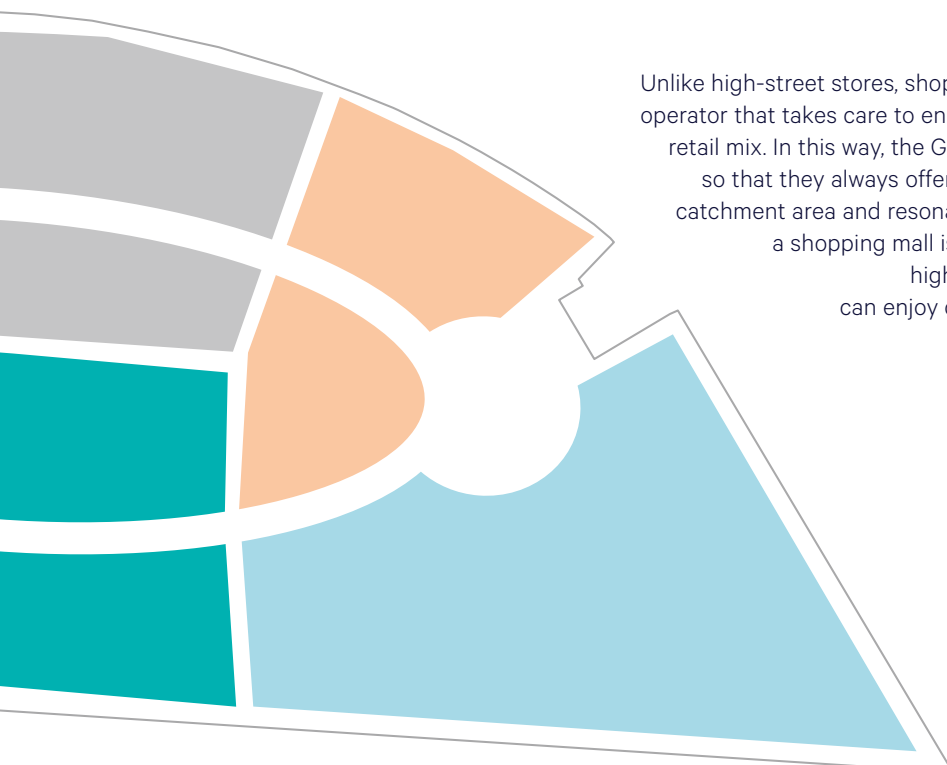 Unlike high-street stores, shop
operator that takes care to en
retail mix. In this way, the G
so that they always offer
catchment area and resona
a shopping mall i
high
can enjoy